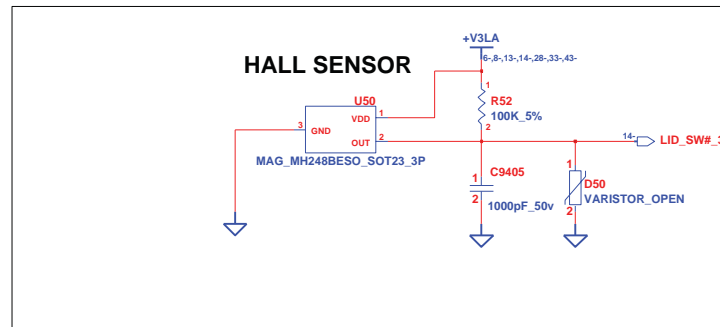 +V3LA
6-,8-,13-,14-,28-,33-,43-
HALL SENSOR
U50
1
R52
100K_5%
2
3
GND
VDD
1
OUT
2
MAG_MH248BESO_SOT23_3P
14-
LID_SW#_3
C9405
1
2
1000pF_50v
1
D50
VARISTOR_OPEN
2